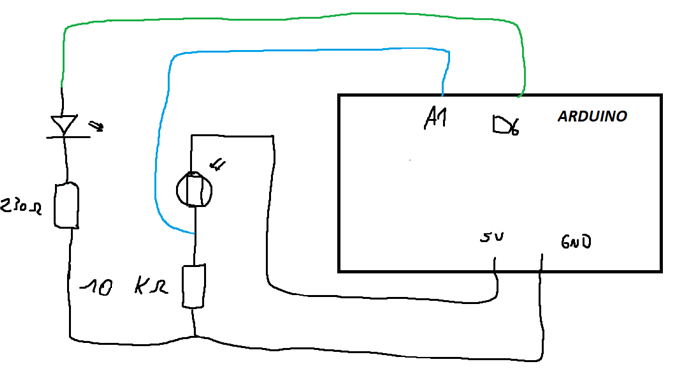 A1
D6
ARDUINO
230Ω
5V
GND
10 KΩ